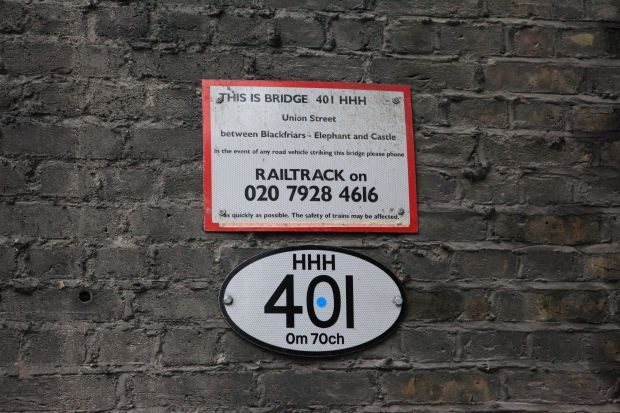 THIS IS BRIDGE 401 HHH
Union Street
between Blackfriars - Elephant and Castle
In the event of any road vehicle striking this bridge please phone
RAILTRACK on
020 7928 4616
as quickly as possible. The safety of trains may be affected.
HHH
401
0m 70ch